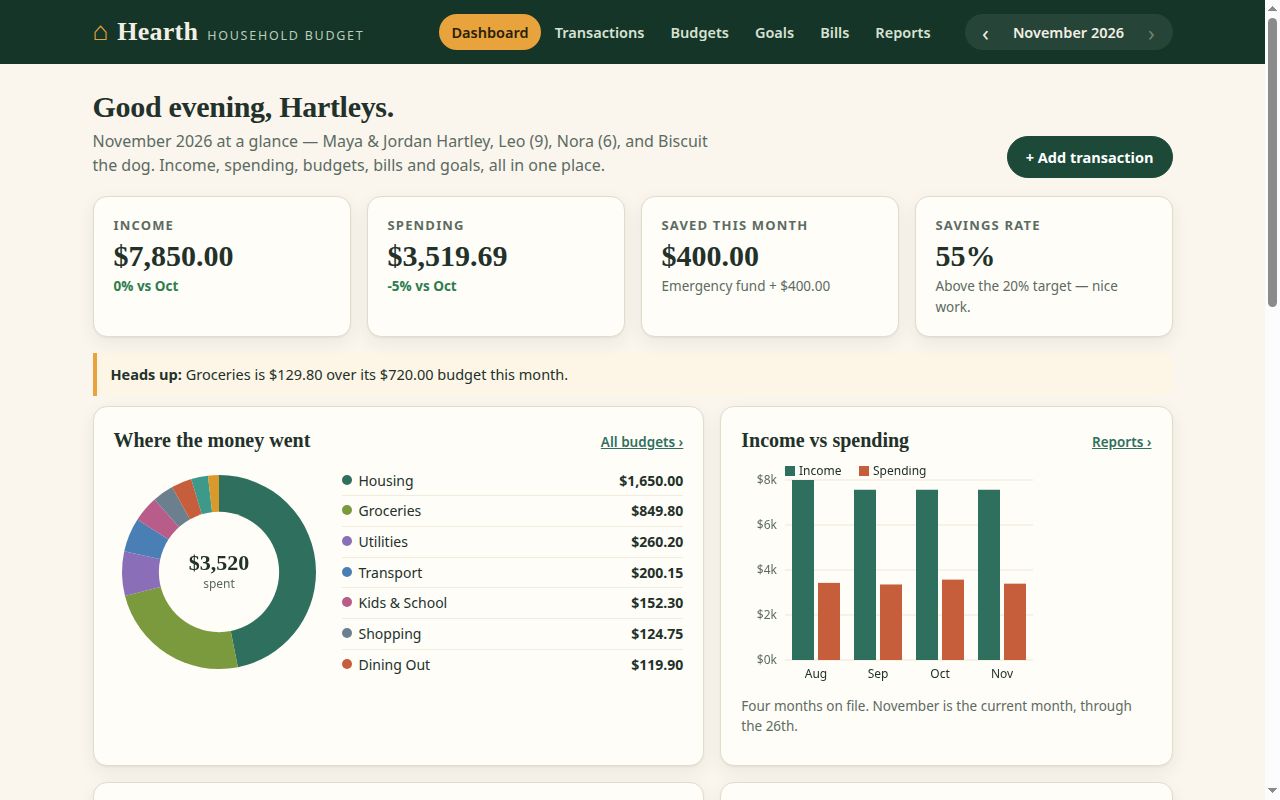 ⌂ Hearth HOUSEHOLD BUDGET
Dashboard Transactions Budgets Goals Bills Reports
‹ November 2026 ›
Good evening, Hartleys.
November 2026 at a glance — Maya & Jordan Hartley, Leo (9), Nora (6), and Biscuit
the dog. Income, spending, budgets, bills and goals, all in one place.
+ Add transaction
INCOME
$7,850.00
0% vs Oct
SPENDING
$3,519.69
-5% vs Oct
SAVED THIS MONTH
$400.00
Emergency fund + $400.00
SAVINGS RATE
55%
Above the 20% target — nice
work.
Heads up: Groceries is $129.80 over its $720.00 budget this month.
Where the money went
All budgets ›
$3,520
spent
Housing $1,650.00
Groceries $849.80
Utilities $260.20
Transport $200.15
Kids & School $152.30
Shopping $124.75
Dining Out $119.90
Income vs spending
Reports ›
Income Spending
$8k
$6k
$4k
$2k
$0k
Aug Sep Oct Nov
Four months on file. November is the current month, through
the 26th.